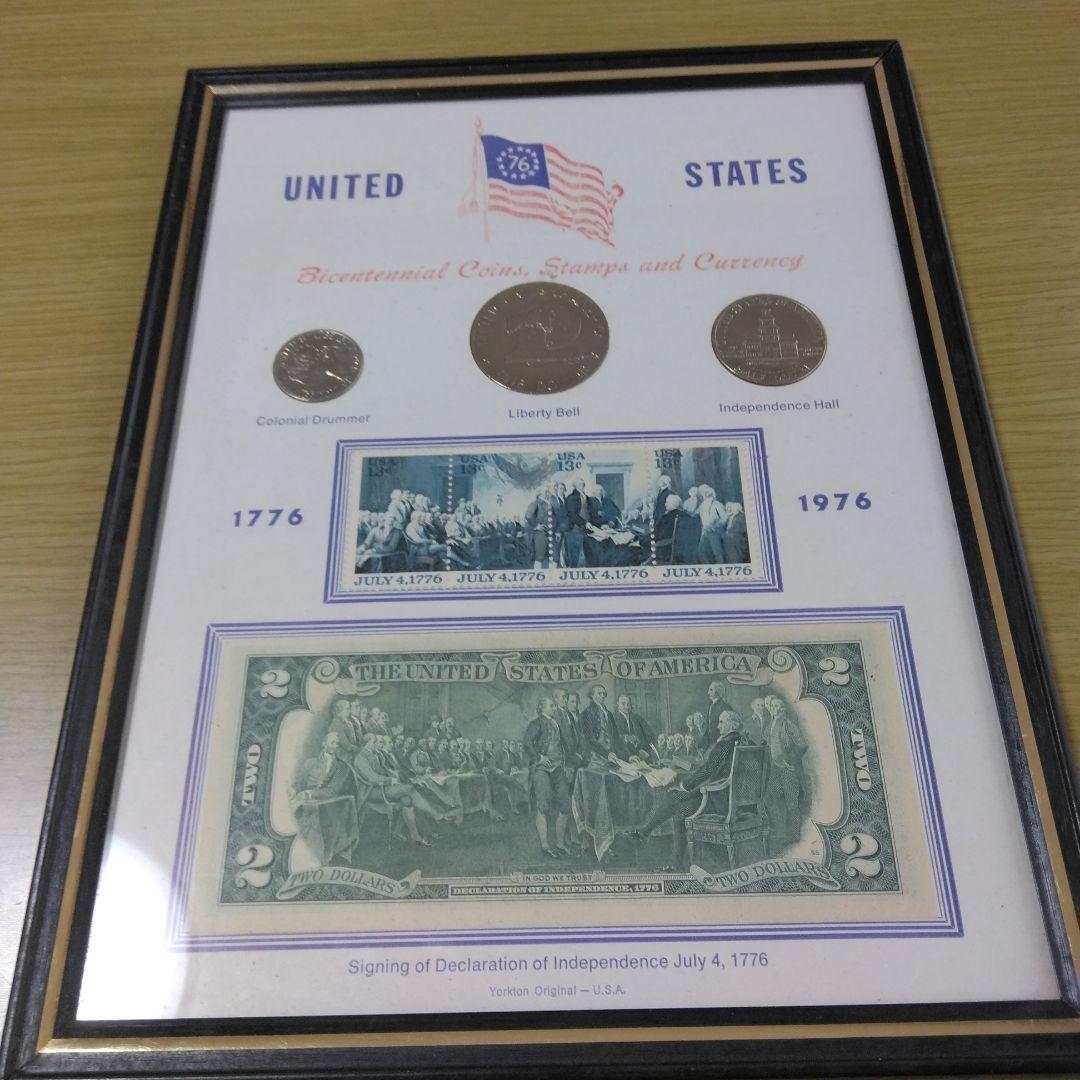 76
UNITED STATES
Bicentennial Coins, Stamps and Currency
Colonial Drummer
Liberty Bell
Independence Hall
USA 13c
USA 13c
USA 13c
USA 13c
JULY 4,1776 JULY 4,1776 JULY 4,1776 JULY 4,1776
1776 1976
THE UNITED STATES OF AMERICA
2 2
TWO TWO
2 2
TWO DOLLARS IN GOD WE TRUST TWO DOLLARS
DECLARATION OF INDEPENDENCE, 1776
Signing of Declaration of Independence July 4, 1776
Yorkton Original — U.S.A.